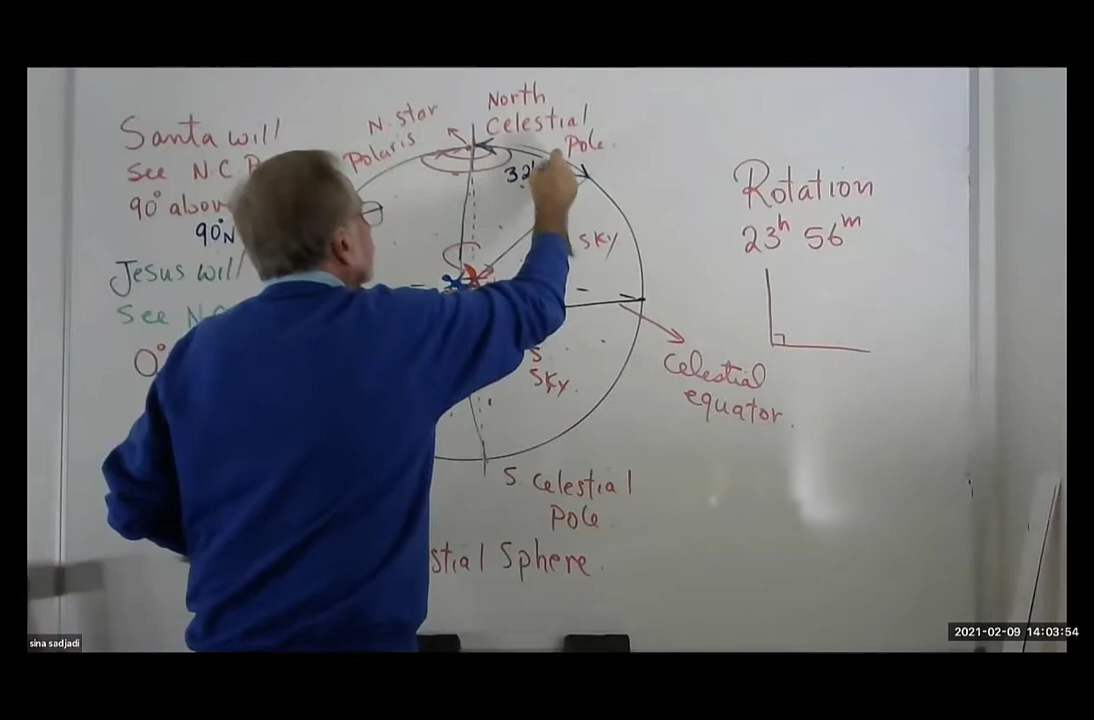 Santa will
See N.C.
90° above
90°N
Jesus will
See
0°
N. star
Polaris
North
Celestial
Pole.
32
Sky
S
Sky.
Celestial
equator.
S. Celestial
Pole
stial Sphere.
Rotation
23h 56m
sina sadjadi
2021-02-09 14:03:54